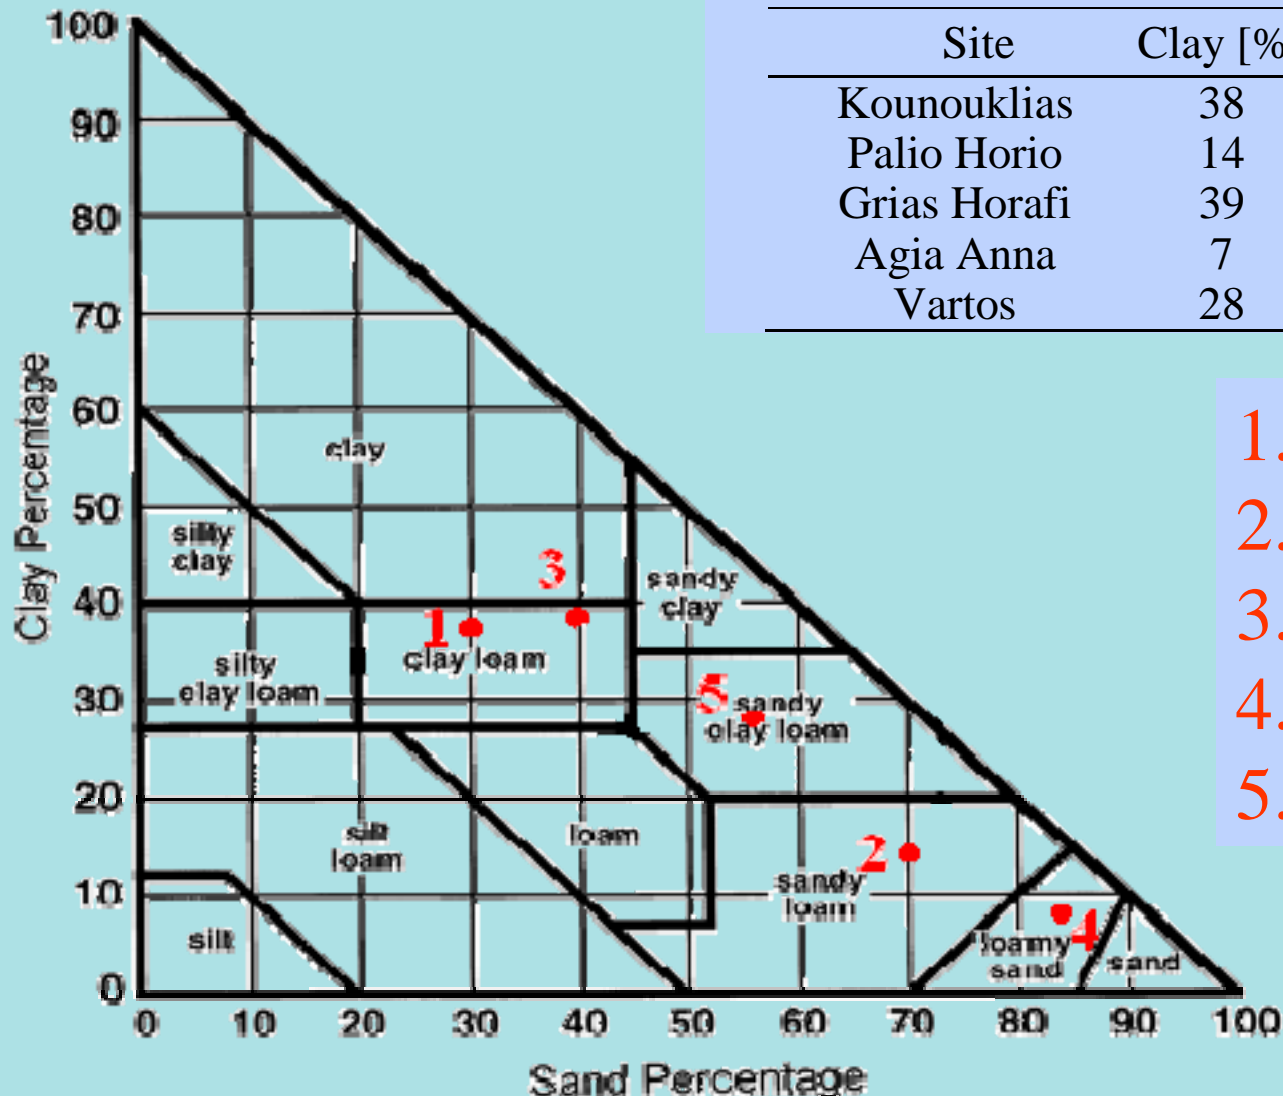 Site Clay [%
Kounouklias 38
Palio Horio 14
Grias Horafi 39
Agia Anna 7
Vartos 28
1.
2.
3.
4.
5.
Clay Percentage
100
90
80
70
60
50
40
30
20
10
0
clay
silty
clay
sandy
clay
silty
clay loam
clay loam
sandy
clay loam
silt
loam
loam
sandy
loam
silt
loamy
sand
sand
3
1
5
2
4
0 10 20 30 40 50 60 70 80 90 100
Sand Percentage